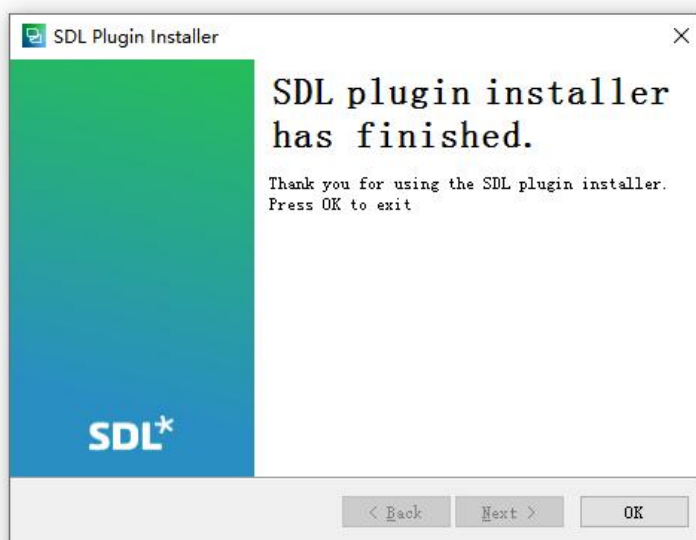 SDL Plugin Installer
SDL plugin installer
has finished.
Thank you for using the SDL plugin installer.
Press OK to exit
SDL*
< Back
Next >
OK